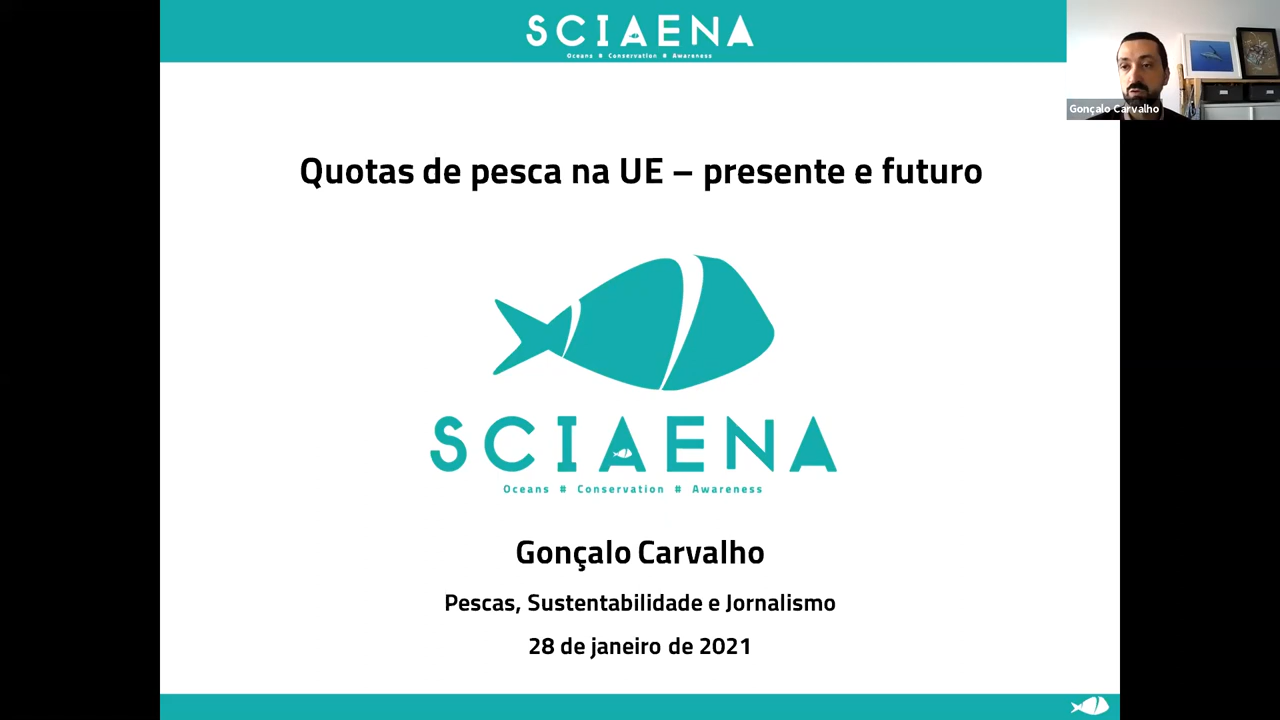 SCIAENA
Oceans # Conservation # Awareness
Gonçalo Carvalho
Quotas de pesca na UE – presente e futuro
SCIAENA
Oceans # Conservation # Awareness
Gonçalo Carvalho
Pescas, Sustentabilidade e Jornalismo
28 de janeiro de 2021